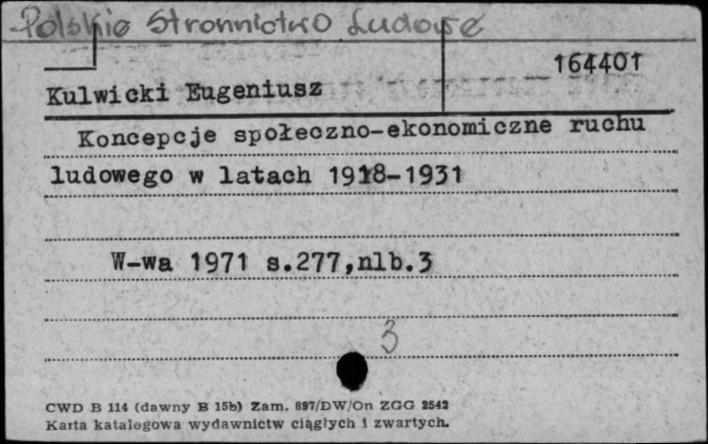 Polskie Stronnictwo Ludowe
164401
Kulwicki Eugeniusz
Koncepcje społeczno-ekonomiczne ruchu
ludowego w latach 1918-1931
W-wa 1971 s.277,nlb.3
3
CWD B 114 (dawny B 15b) Zam. 897/DW/On ZGG 2542
Karta katalogowa wydawnictw ciągłych i zwartych.